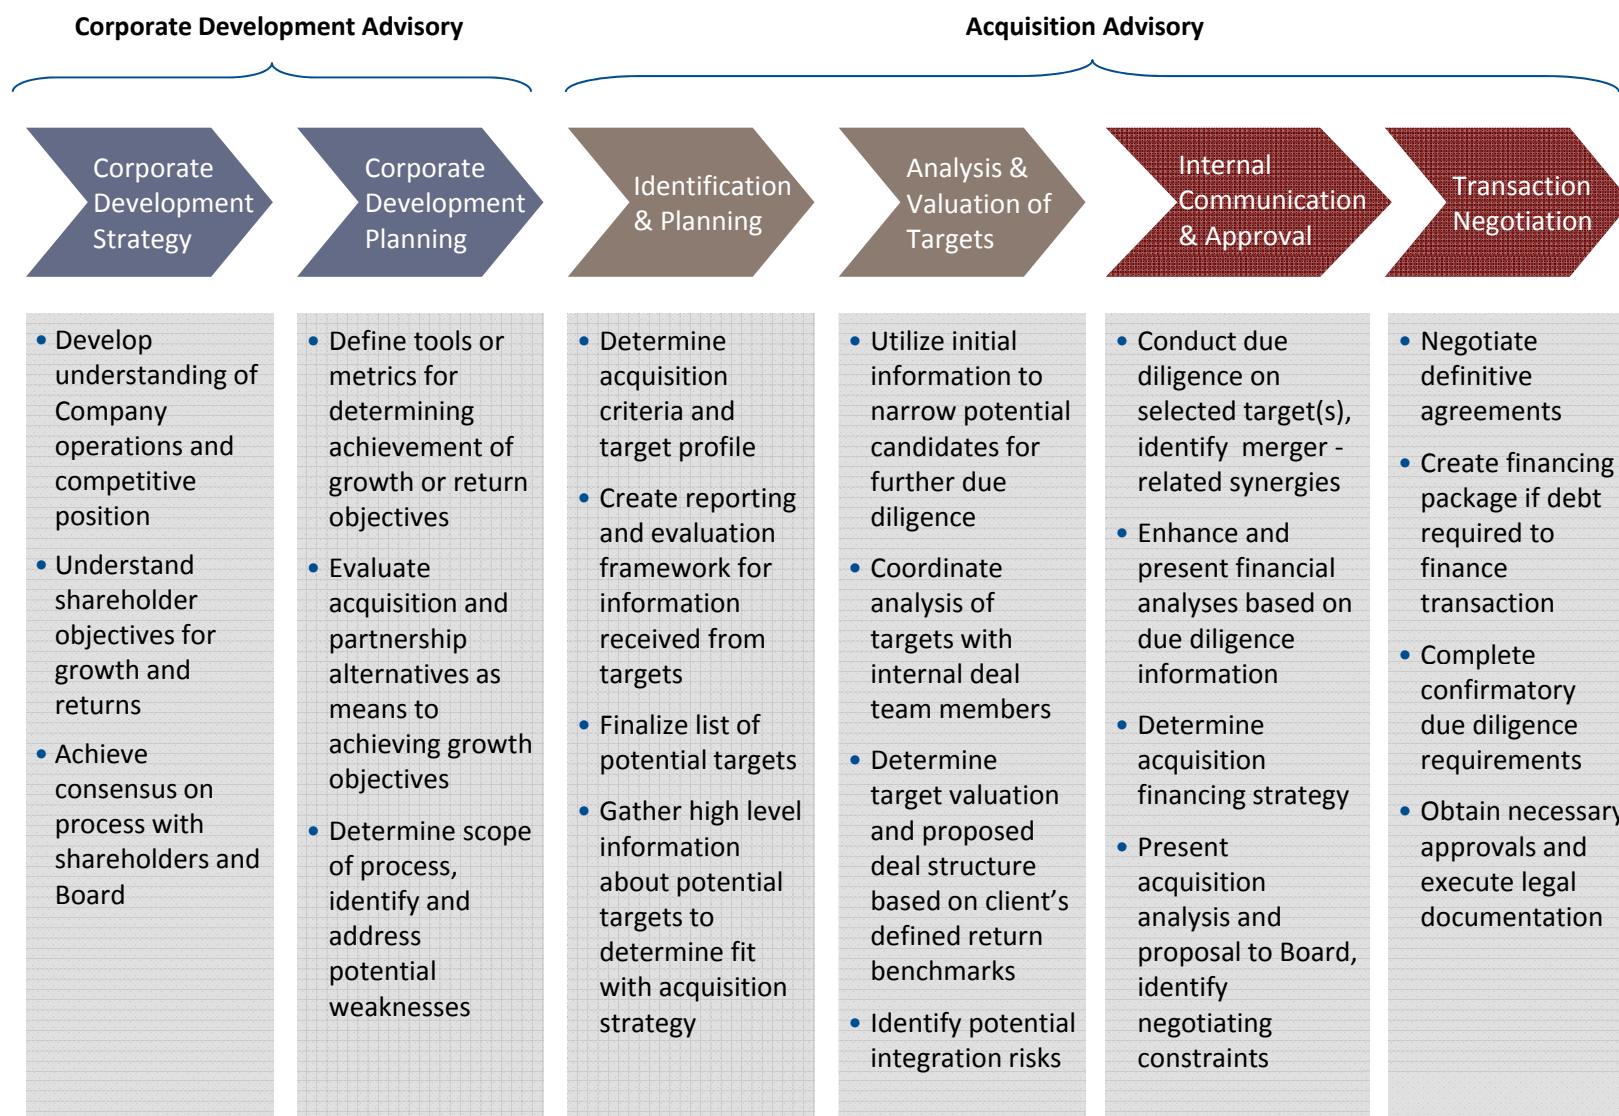 Corporate Development Advisory
Acquisition Advisory
Corporate
Development
Strategy
Corporate
Development
Planning
Identification
& Planning
Analysis &
Valuation of
Targets
Internal
Communication
& Approval
Transaction
Negotiation
• Develop
understanding of
Company
operations and
competitive
position
• Understand
shareholder
objectives for
growth and
returns
• Achieve
consensus on
process with
shareholders and
Board
• Define tools or
metrics for
determining
achievement of
growth or return
objectives
• Evaluate
acquisition and
partnership
alternatives as
means to
achieving growth
objectives
• Determine scope
of process,
identify and
address
potential
weaknesses
• Determine
acquisition
criteria and
target profile
• Create reporting
and evaluation
framework for
information
received from
targets
• Finalize list of
potential targets
• Gather high level
information
about potential
targets to
determine fit
with acquisition
strategy
• Utilize initial
information to
narrow potential
candidates for
further due
diligence
• Coordinate
analysis of
targets with
internal deal
team members
• Determine
target valuation
and proposed
deal structure
based on client’s
defined return
benchmarks
• Identify potential
integration risks
• Conduct due
diligence on
selected target(s),
identify merger -
related synergies
• Enhance and
present financial
analyses based on
due diligence
information
• Determine
acquisition
financing strategy
• Present
acquisition
analysis and
proposal to Board,
identify
negotiating
constraints
• Negotiate
definitive
agreements
• Create financing
package if debt
required to
finance
transaction
• Complete
confirmatory
due diligence
requirements
• Obtain necessary
approvals and
execute legal
documentation